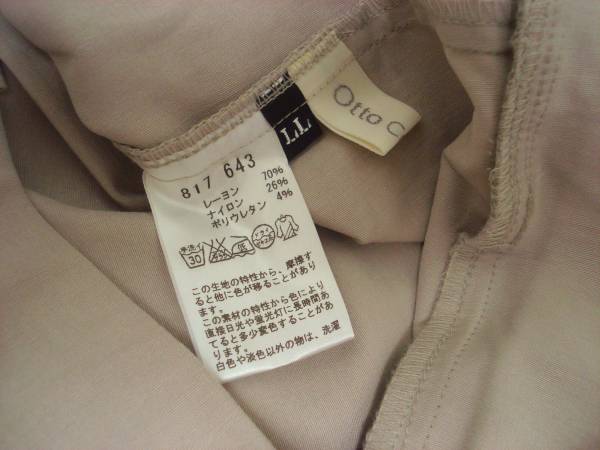 Otto C
LL
817 643
レーヨン 70%
ナイロン 26%
ポリウレタン 4%
手洗イ
30
この生地の特性から、摩擦す
ると他に色が移ることがあり
ます。
この素材の特性から色により
直接日光や蛍光灯に長時間あ
てると多少変色することがあ
ります。
白色や淡色以外の物は、洗濯